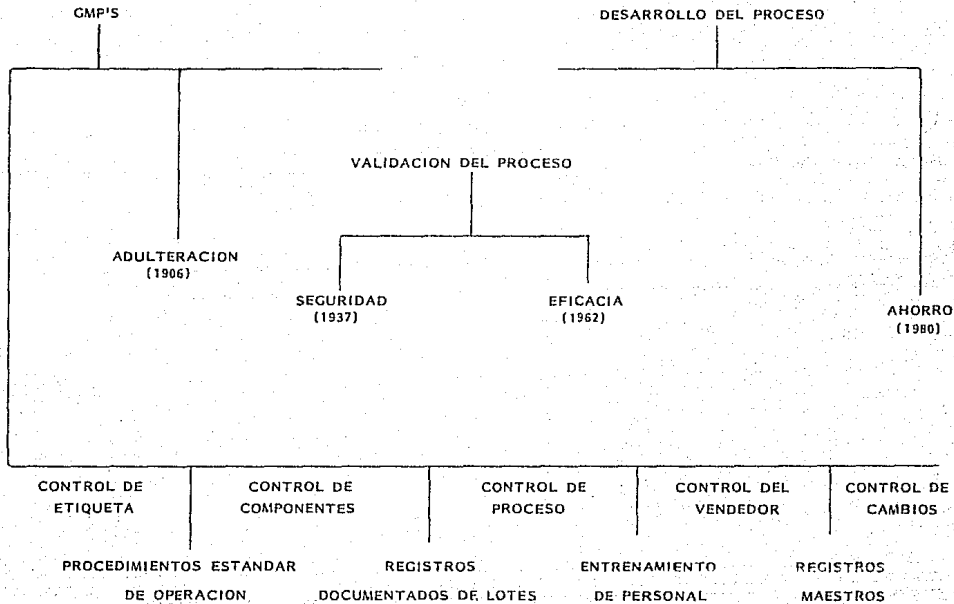 GMP'S
DESARROLLO DEL PROCESO
VALIDACION DEL PROCESO
ADULTERACION
(1906)
SEGURIDAD
(1937)
EFICACIA
(1962)
AHORRO
(1980)
CONTROL DE
ETIQUETA
CONTROL DE
COMPONENTES
CONTROL DE
PROCESO
CONTROL DEL
VENDEDOR
CONTROL DE
CAMBIOS
PROCEDIMIENTOS ESTANDAR
DE OPERACION
REGISTROS
DOCUMENTADOS DE LOTES
ENTRENAMIENTO
DE PERSONAL
REGISTROS
MAESTROS